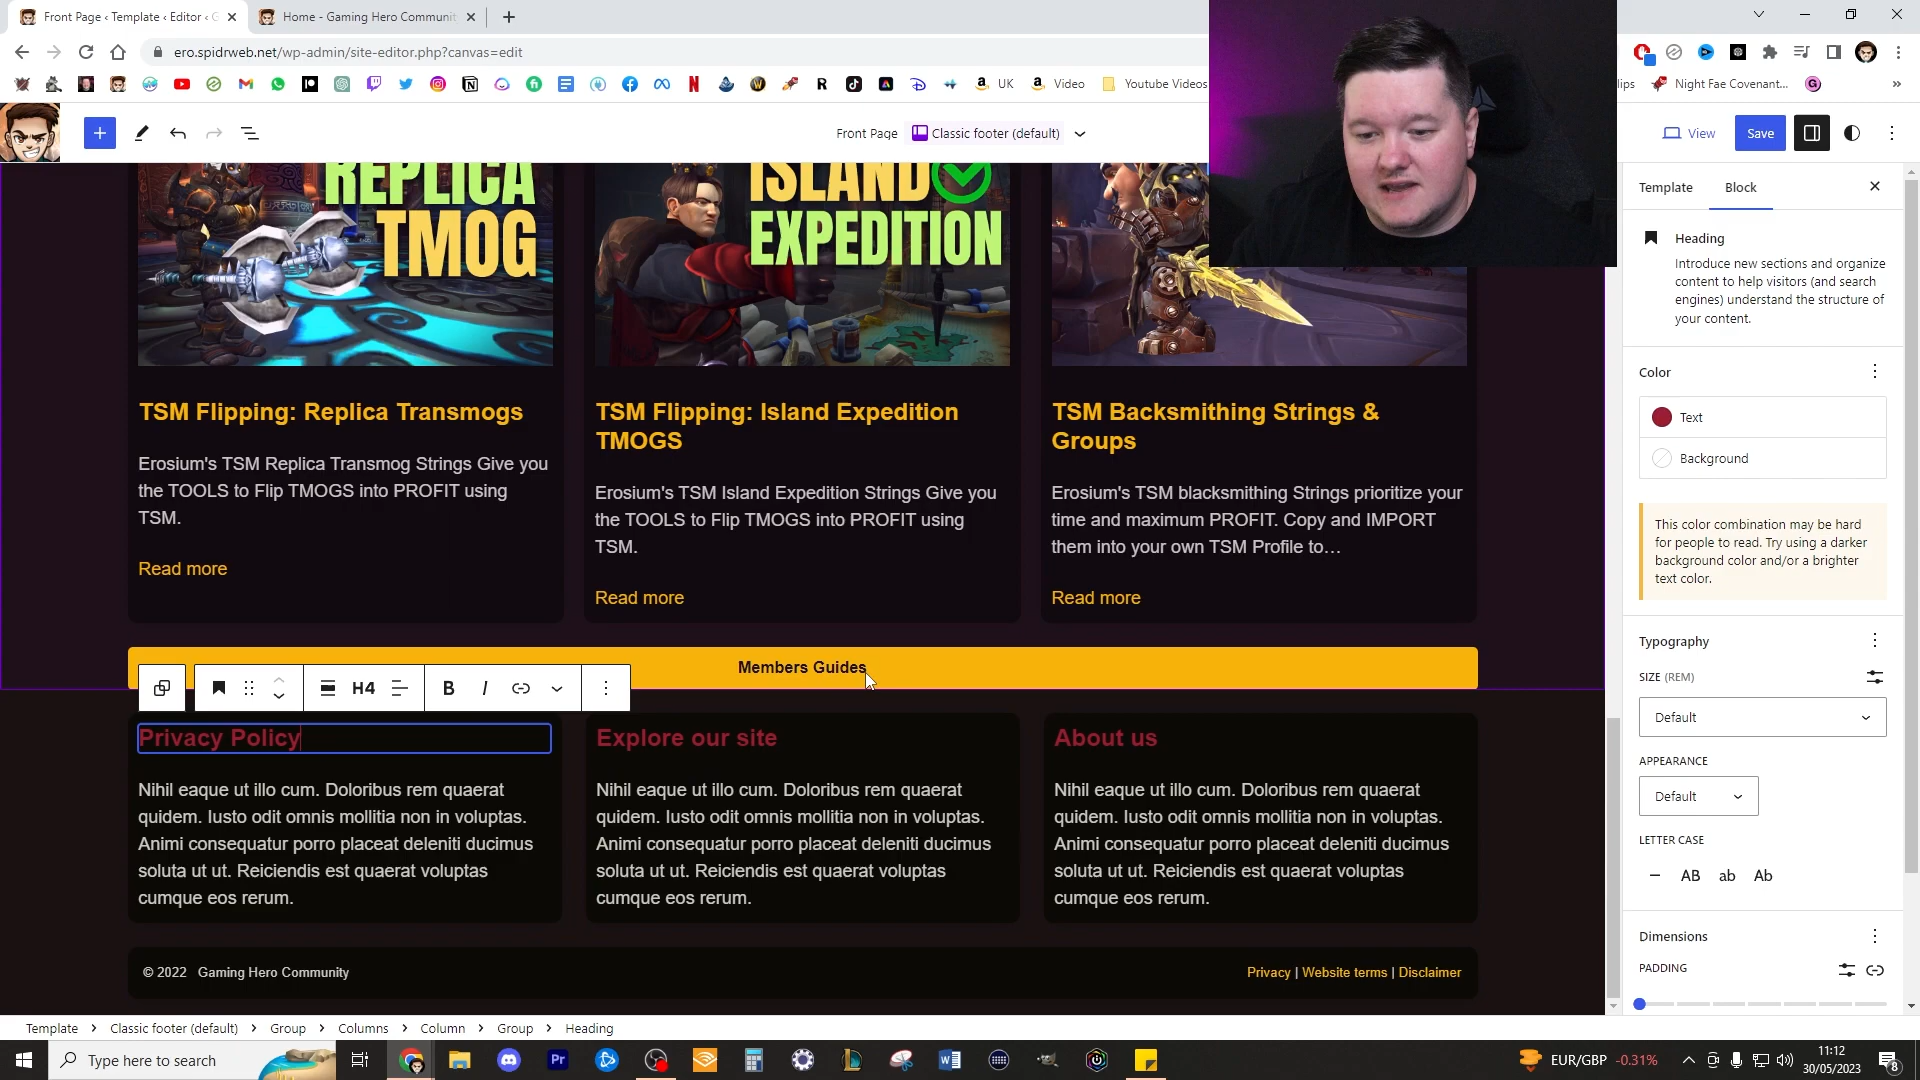 Front Page ‹ Template ‹ Editor ‹ G
Home - Gaming Hero Communit
ero.spidrweb.net/wp-admin/site-editor.php?canvas=edit
UK
Video
Youtube Videos
lips
Night Fae Covenant...
Front Page
Classic footer (default)
View
Save
REPLICA
TMOG
ISLAND
EXPEDITION
TSM Flipping: Replica Transmogs
Erosium's TSM Replica Transmog Strings Give you
the TOOLS to Flip TMOGS into PROFIT using
TSM.
Read more
TSM Flipping: Island Expedition
TMOGS
Erosium's TSM Island Expedition Strings Give you
the TOOLS to Flip TMOGS into PROFIT using
TSM.
Read more
TSM Backsmithing Strings &
Groups
Erosium's TSM blacksmithing Strings prioritize your
time and maximum PROFIT. Copy and IMPORT
them into your own TSM Profile to…
Read more
Members Guides
H4
B
I
Privacy Policy
Nihil eaque ut illo cum. Doloribus rem quaerat
quidem. Iusto odit omnis mollitia non in voluptas.
Animi consequatur porro placeat deleniti ducimus
soluta ut ut. Reiciendis est quaerat voluptas
cumque eos rerum.
Explore our site
Nihil eaque ut illo cum. Doloribus rem quaerat
quidem. Iusto odit omnis mollitia non in voluptas.
Animi consequatur porro placeat deleniti ducimus
soluta ut ut. Reiciendis est quaerat voluptas
cumque eos rerum.
About us
Nihil eaque ut illo cum. Doloribus rem quaerat
quidem. Iusto odit omnis mollitia non in voluptas.
Animi consequatur porro placeat deleniti ducimus
soluta ut ut. Reiciendis est quaerat voluptas
cumque eos rerum.
© 2022 Gaming Hero Community
Privacy | Website terms | Disclaimer
Template
Block
Heading
Introduce new sections and organize
content to help visitors (and search
engines) understand the structure of
your content.
Color
Text
Background
This color combination may be hard
for people to read. Try using a darker
background color and/or a brighter
text color.
Typography
SIZE (REM)
Default
APPEARANCE
Default
LETTER CASE
– AB ab Ab
Dimensions
PADDING
Template > Classic footer (default) > Group > Columns > Column > Group > Heading
Type here to search
EUR/GBP -0.31%
11:12
30/05/2023
8